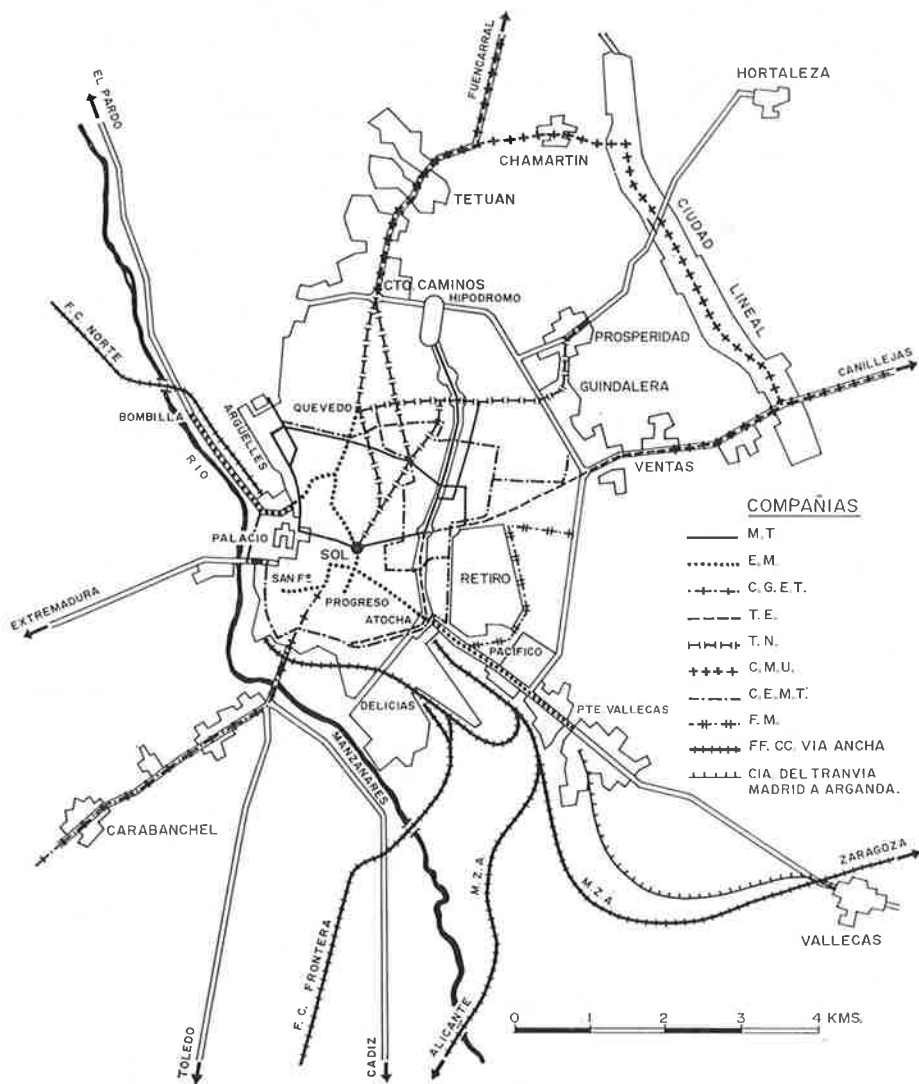 FUENCARRAL
EL PARDO
HORTALEZA
CHAMARTIN
TETUAN
CIUDAD LINEAL
CTO. CAMINOS
HIPODROMO
F.C. NORTE
PROSPERIDAD
CANILLEJAS
GUINDALERA
QUEVEDO
BOMBILLA
ARGUELLES
RIO
VENTAS
COMPAÑIAS
M.T
E.M.
C.G.E.T.
T.E.
T.N.
C.M.U.
C.E.M.T.
F.M.
FF.CC. VIA ANCHA
CIA. DEL TRANVIA
MADRID A ARGANDA.
PALACIO
SOL
RETIRO
SAN Fº
PROGRESO
EXTREMADURA
ATOCHA
PACIFICO
DELICIAS
PTE VALLECAS
MANZANARES
CARABANCHEL
ZARAGOZA
M.Z.A.
M.Z.A
VALLECAS
F.C. FRONTERA
ALICANTE
TOLEDO
CADIZ
0 1 2 3 4 KMS.